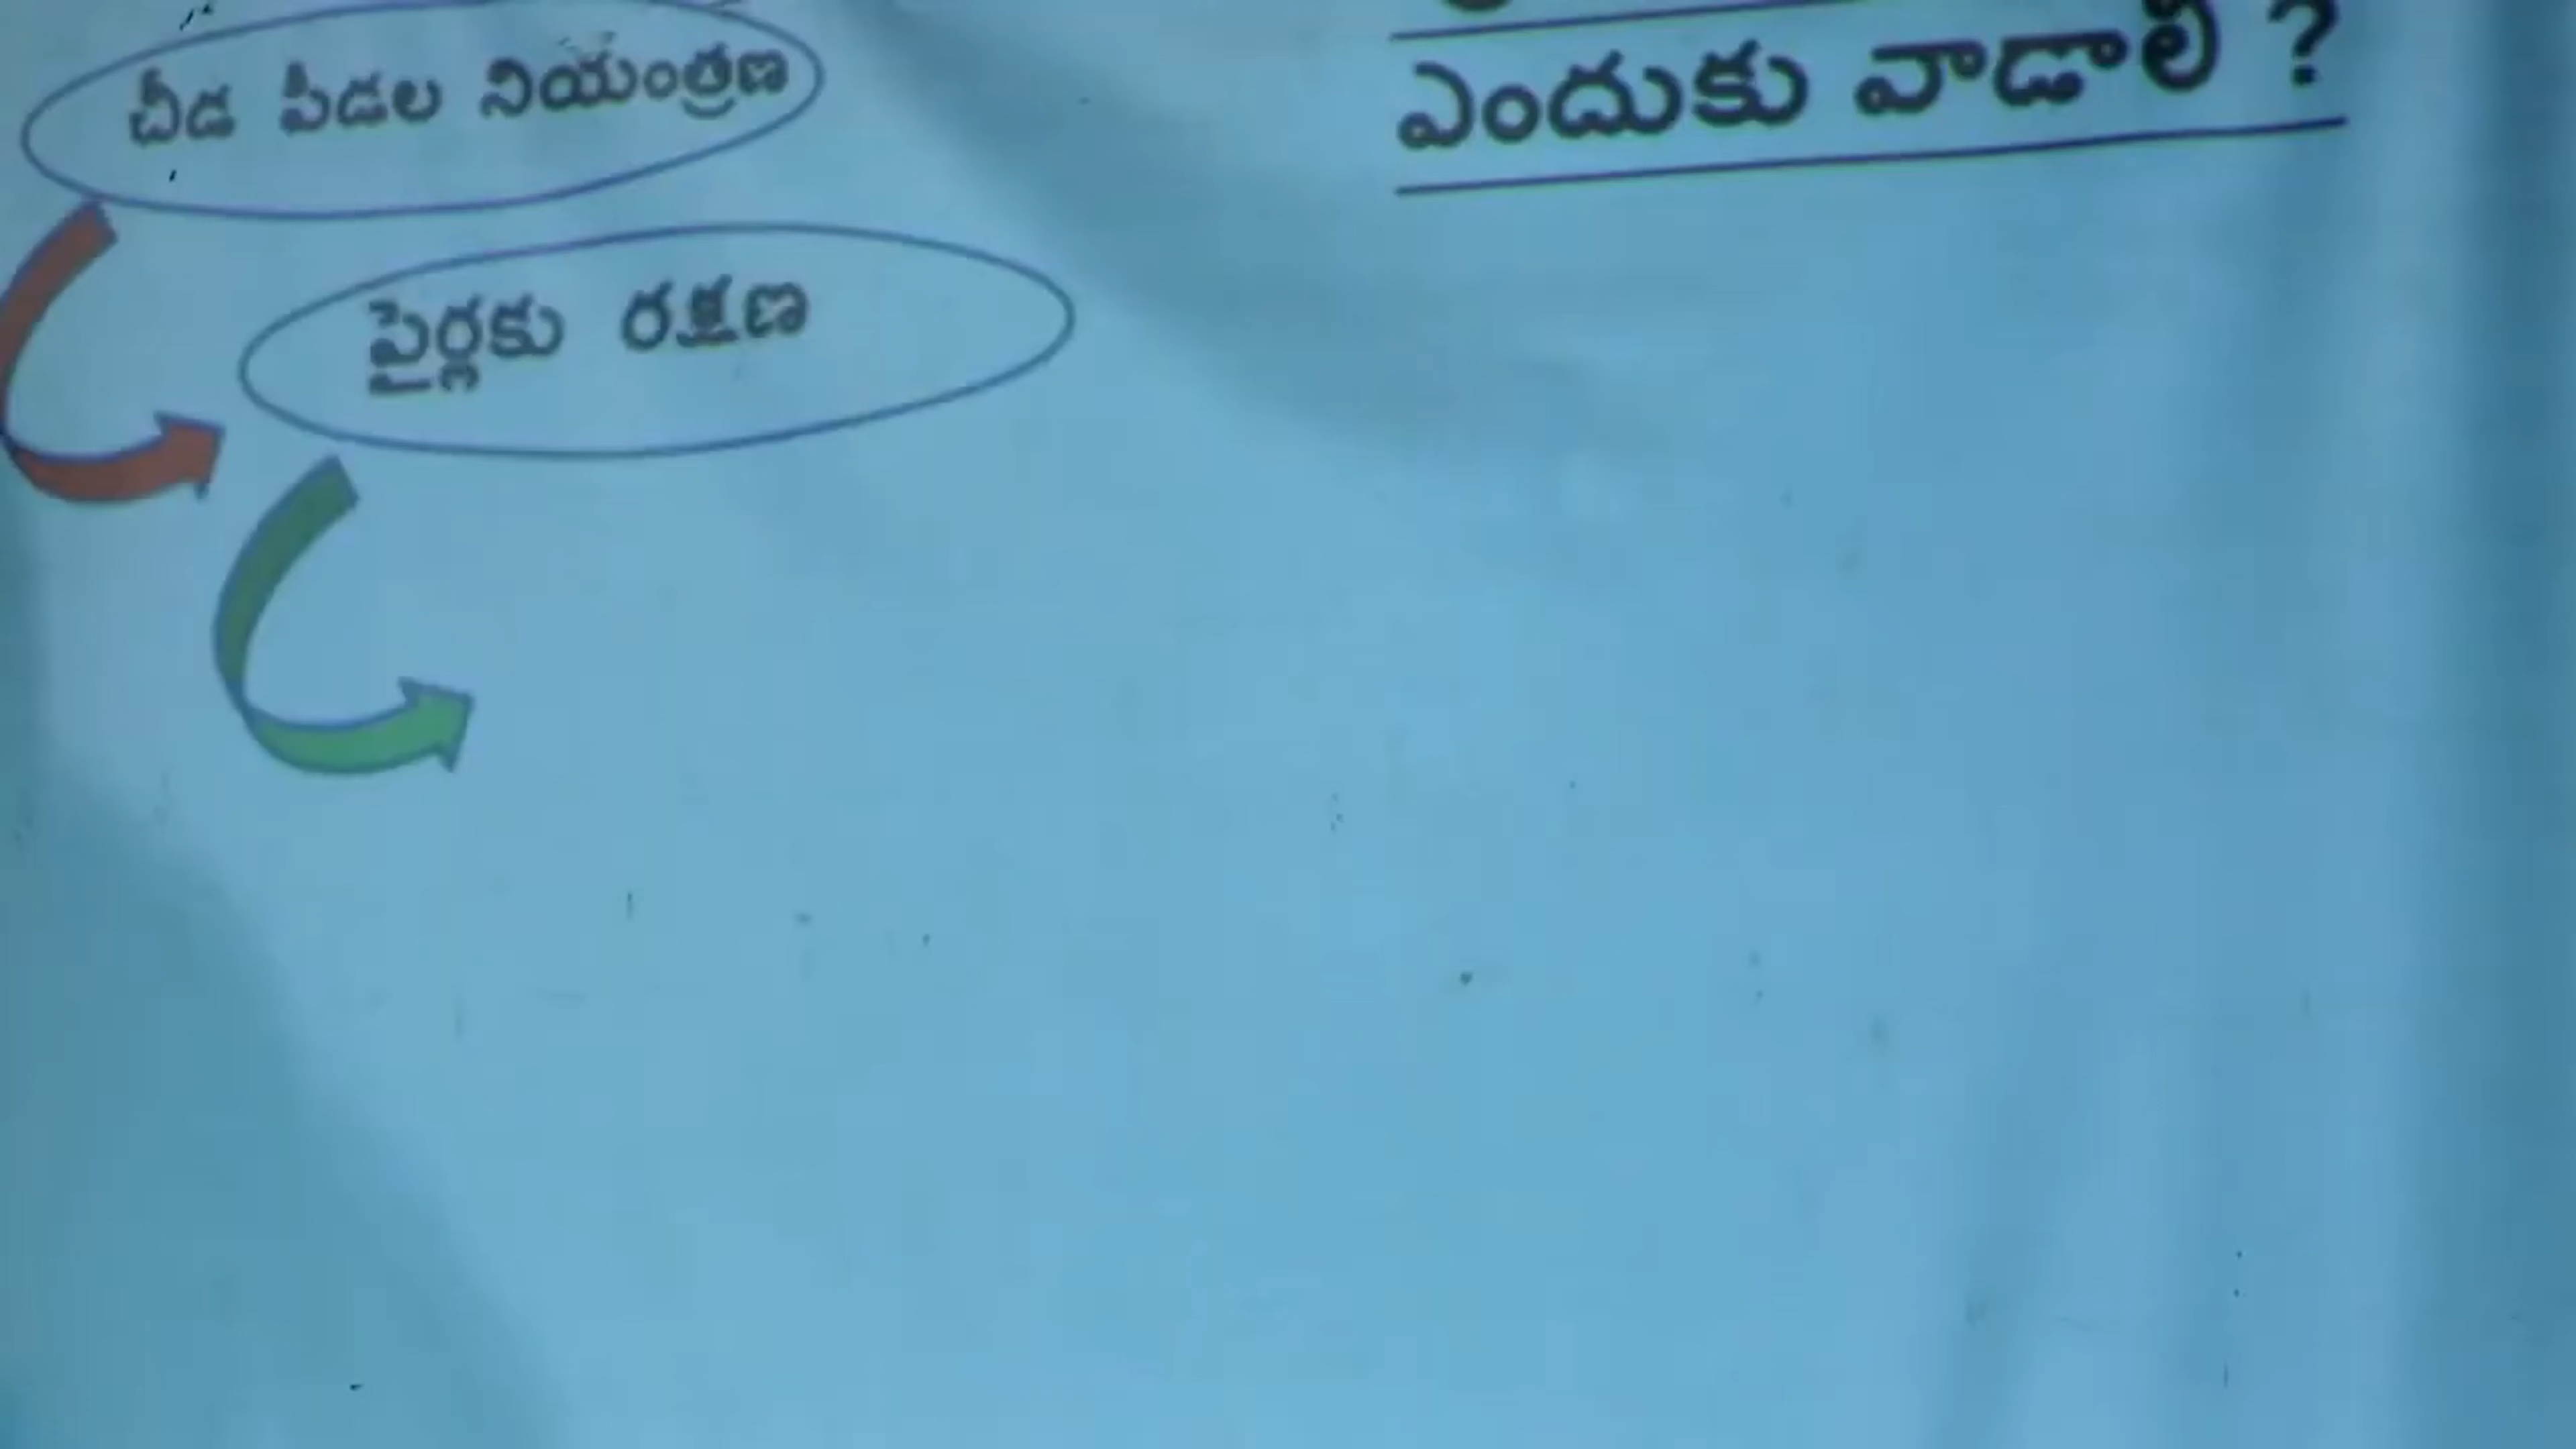 ఎందుకు వాడాలి ?
చీడ పీడల నియంత్రణ
పైర్లకు రక్షణ